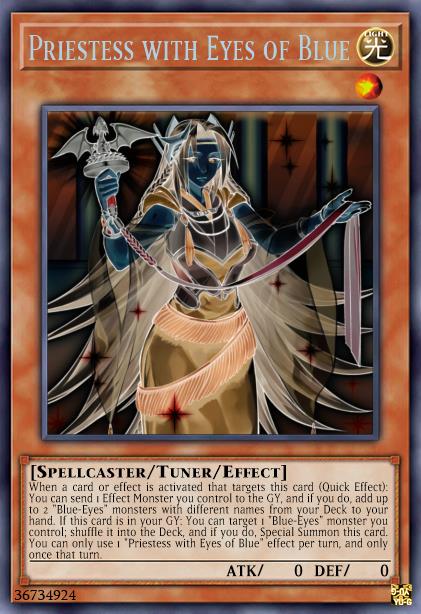 PRIESTESS WITH EYES OF BLUE
LIGHT
光
[SPELLCASTER/TUNER/EFFECT]
When a card or effect is activated that targets this card (Quick Effect):
You can send 1 Effect Monster you control to the GY, and if you do, add up
to 2 "Blue-Eyes" monsters with different names from your Deck to your
hand. If this card is in your GY: You can target 1 "Blue-Eyes" monster you
control; shuffle it into the Deck, and if you do, Special Summon this card.
You can only use 1 "Priestess with Eyes of Blue" effect per turn, and only
once that turn.
ATK/ 0 DEF/ 0
36734924